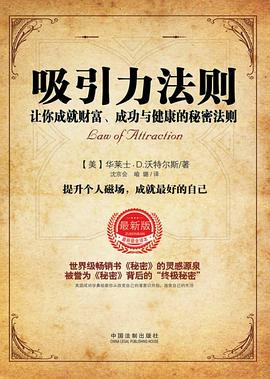 吸引力法则
让你成就财富、成功与健康的秘密法则
Law of Attraction
【美】华莱士·D.沃特尔斯/著
沈京会 喻璐/译
提升个人磁场，成就最好的自己
最新版
世界级畅销书《秘密》的灵感源泉
被誉为《秘密》背后的“终极秘密”
中国法制出版社
CHINA LEGAL PUBLISHING HOUSE